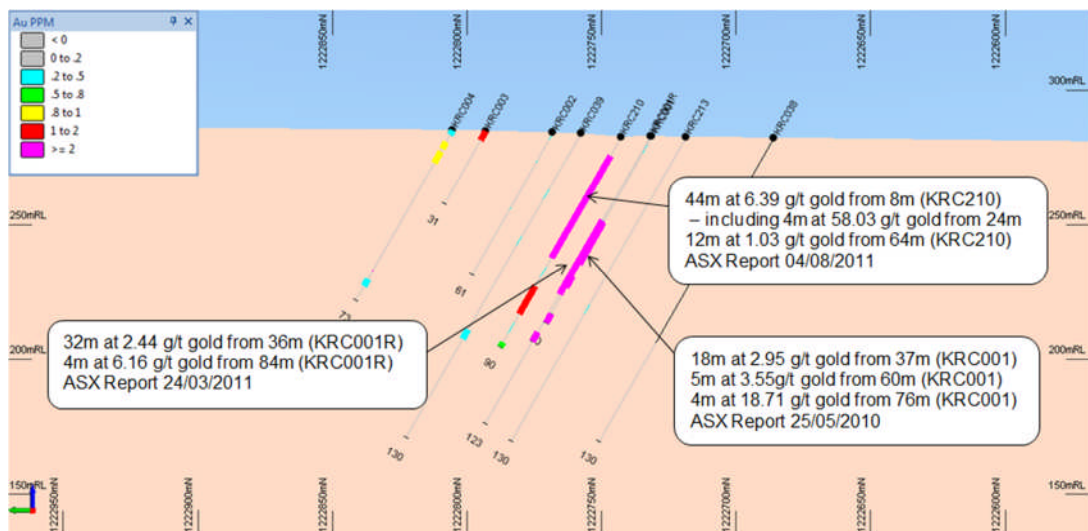 Au PPM
< 0
0 to .2
.2 to .5
.5 to .8
.8 to 1
1 to 2
>= 2
1222850mN
1222800mN
1222750mN
1222700mN
1222650mN
1222600mN
300mRL
KRC004
KRC003
KRC002
KRC039
KRC210
KRC213
KRC038
250mRL
250mRL
200mRL
200mRL
150mRL
150mRL
44m at 6.39 g/t gold from 8m (KRC210)
– including 4m at 58.03 g/t gold from 24m
12m at 1.03 g/t gold from 64m (KRC210)
ASX Report 04/08/2011
32m at 2.44 g/t gold from 36m (KRC001R)
4m at 6.16 g/t gold from 84m (KRC001R)
ASX Report 24/03/2011
18m at 2.95 g/t gold from 37m (KRC001)
5m at 3.55g/t gold from 60m (KRC001)
4m at 18.71 g/t gold from 76m (KRC001)
ASX Report 25/05/2010
31
61
73
90
123
130
130
130
1222950mN
1222900mN
1222850mN
1222800mN
1222750mN
1222700mN
1222650mN
1222600mN